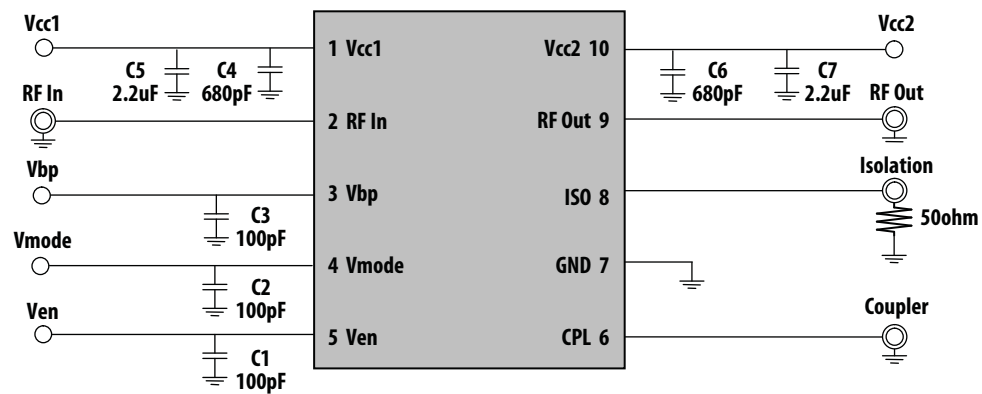 Vcc1
C5
2.2uF
C4
680pF
RF In
Vbp
C3
100pF
Vmode
C2
100pF
Ven
C1
100pF
1 Vcc1
2 RF In
3 Vbp
4 Vmode
5 Ven
Vcc2 10
RF Out 9
ISO 8
GND 7
CPL 6
Vcc2
C6
680pF
C7
2.2uF
RF Out
Isolation
50ohm
Coupler